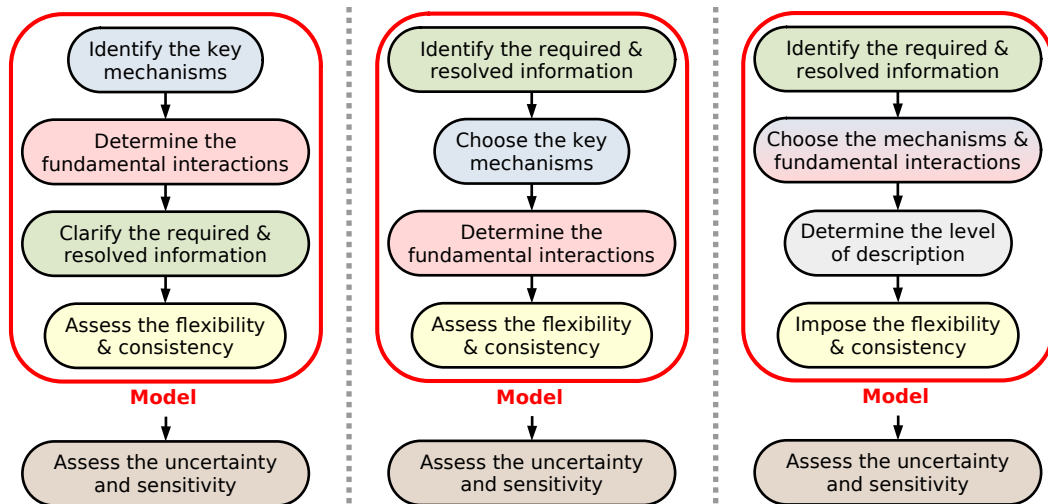 Identify the key
mechanisms
Determine the
fundamental interactions
Clarify the required &
resolved information
Assess the flexibility
& consistency
Model
Assess the uncertainty
and sensitivity
Identify the required &
resolved information
Choose the key
mechanisms
Determine the
fundamental interactions
Assess the flexibility
& consistency
Model
Assess the uncertainty
and sensitivity
Identify the required &
resolved information
Choose the mechanisms &
fundamental interactions
Determine the level
of description
Impose the flexibility
& consistency
Model
Assess the uncertainty
and sensitivity